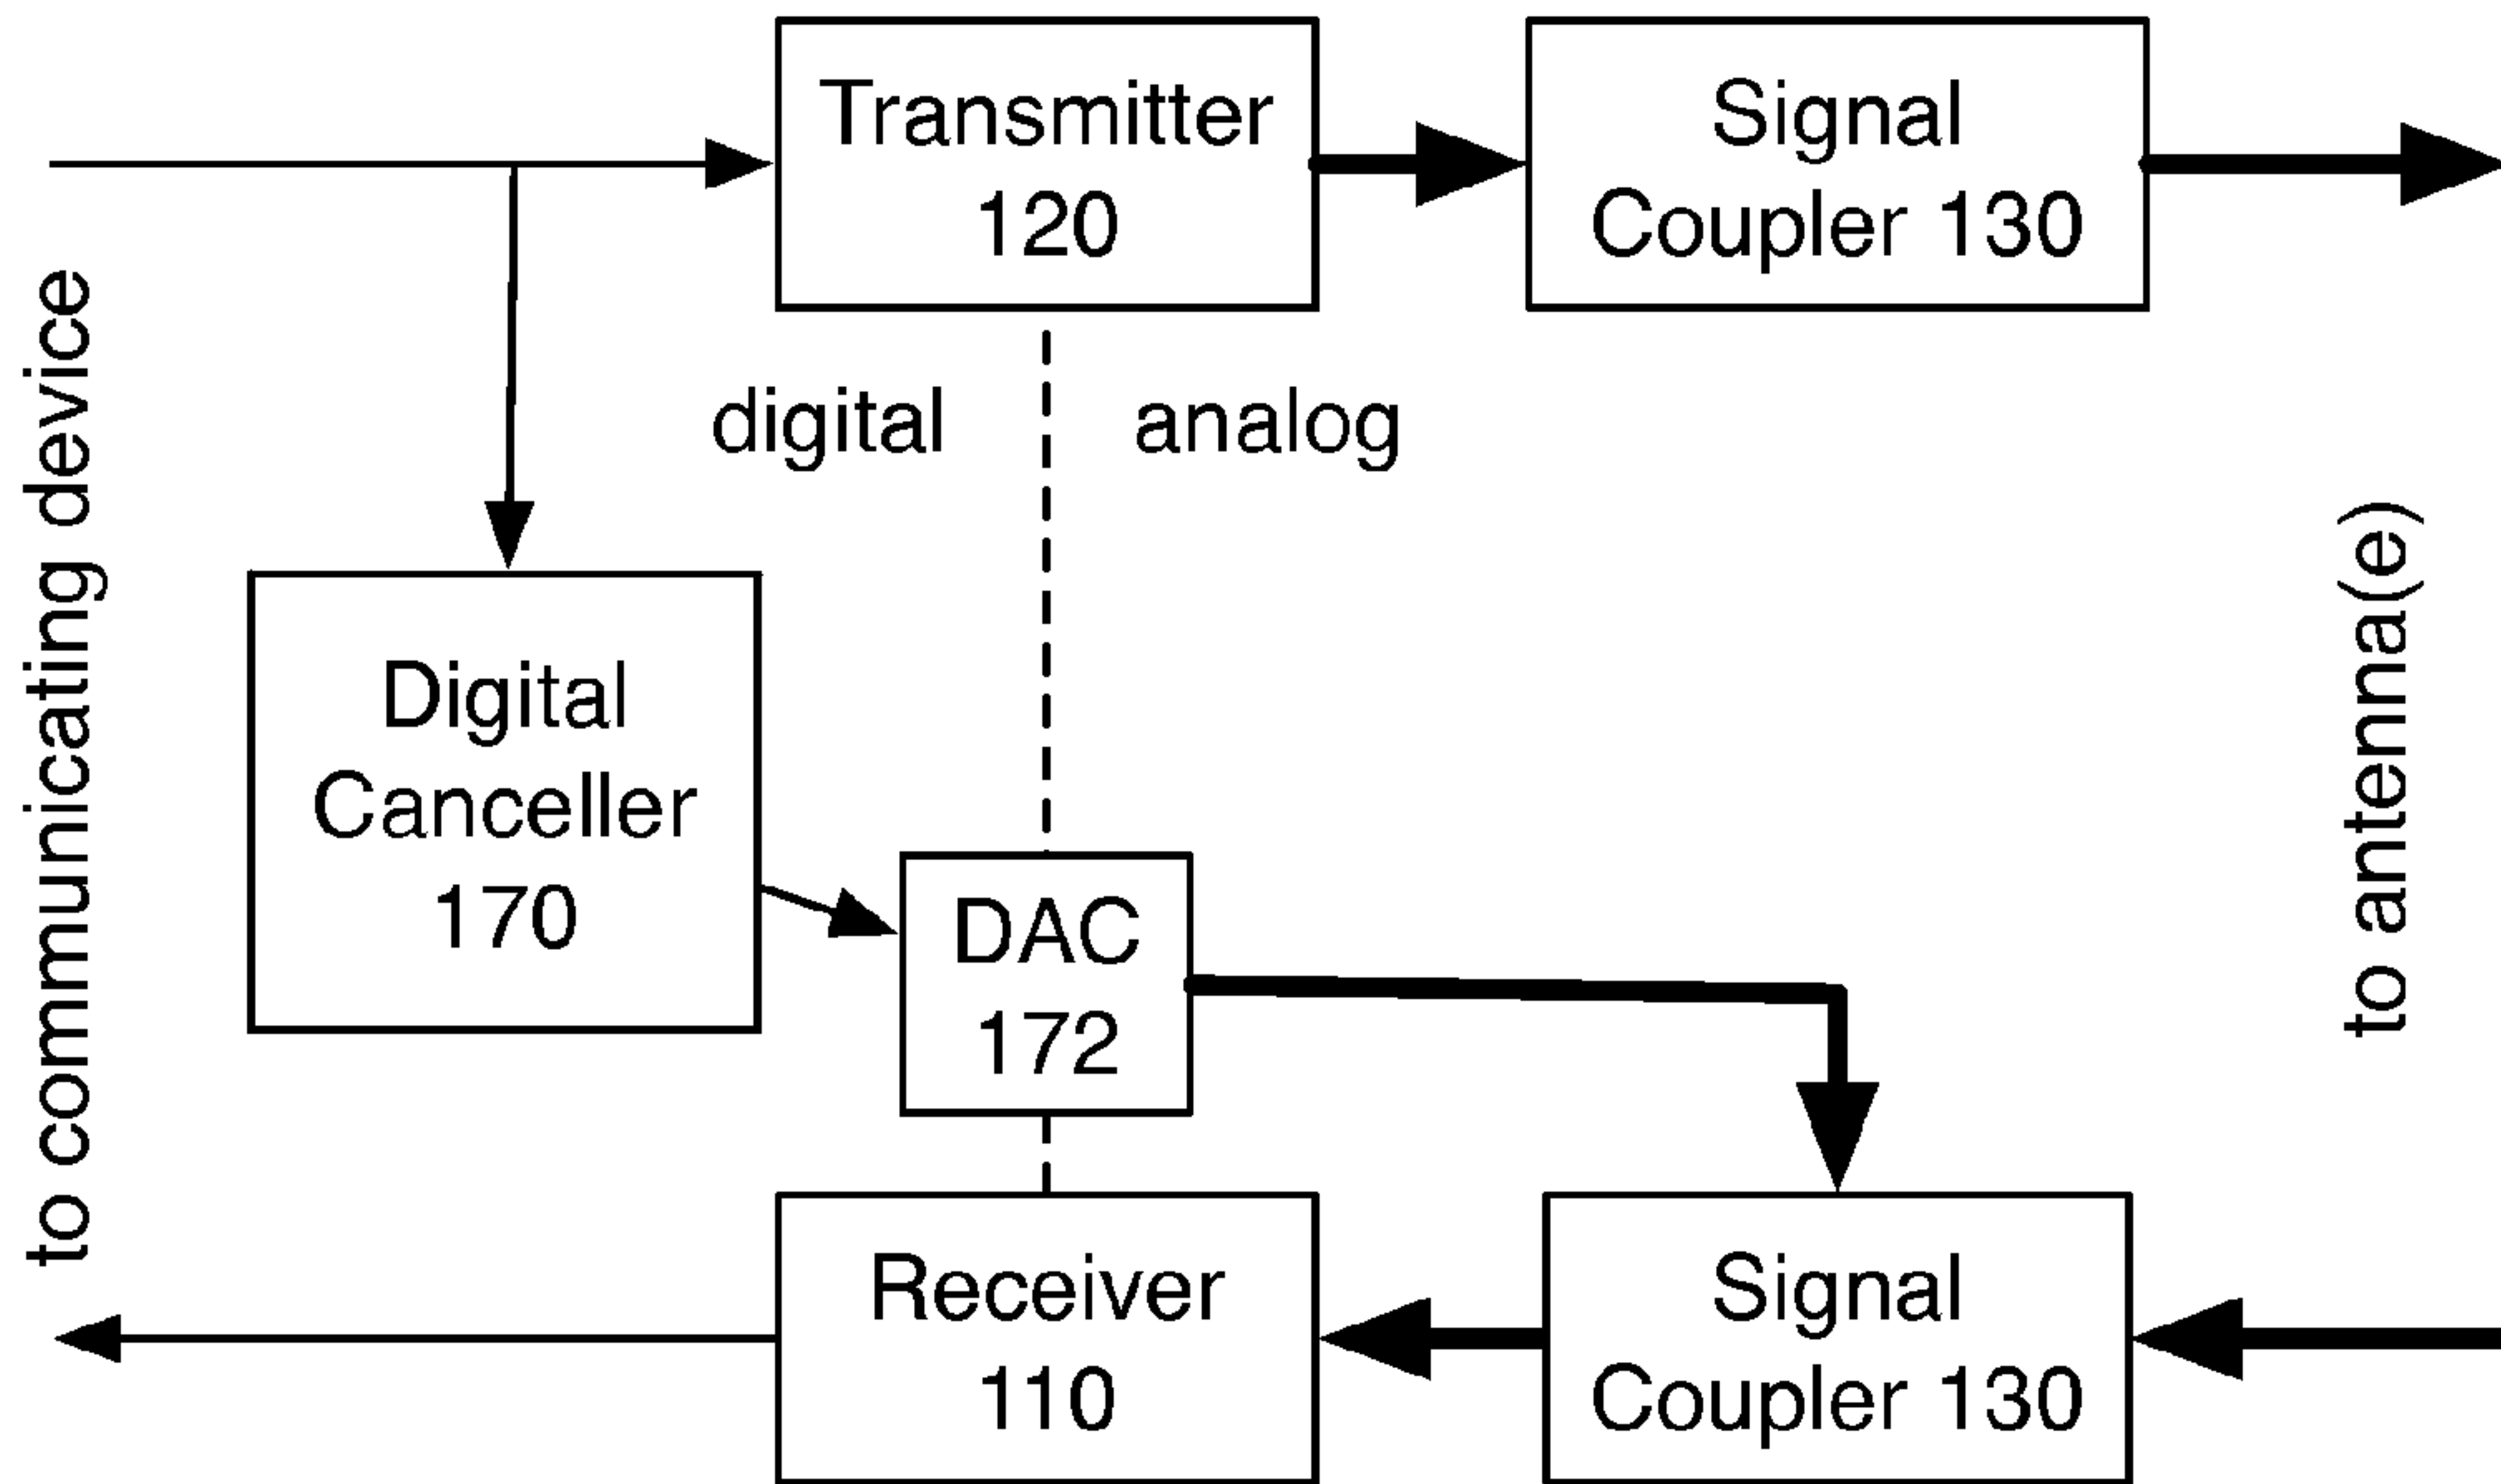 Transmitter
120
Signal
Coupler 130
to communicating device
digital
analog
to antenna(e)
Digital
Canceller
170
DAC
172
Receiver
110
Signal
Coupler 130